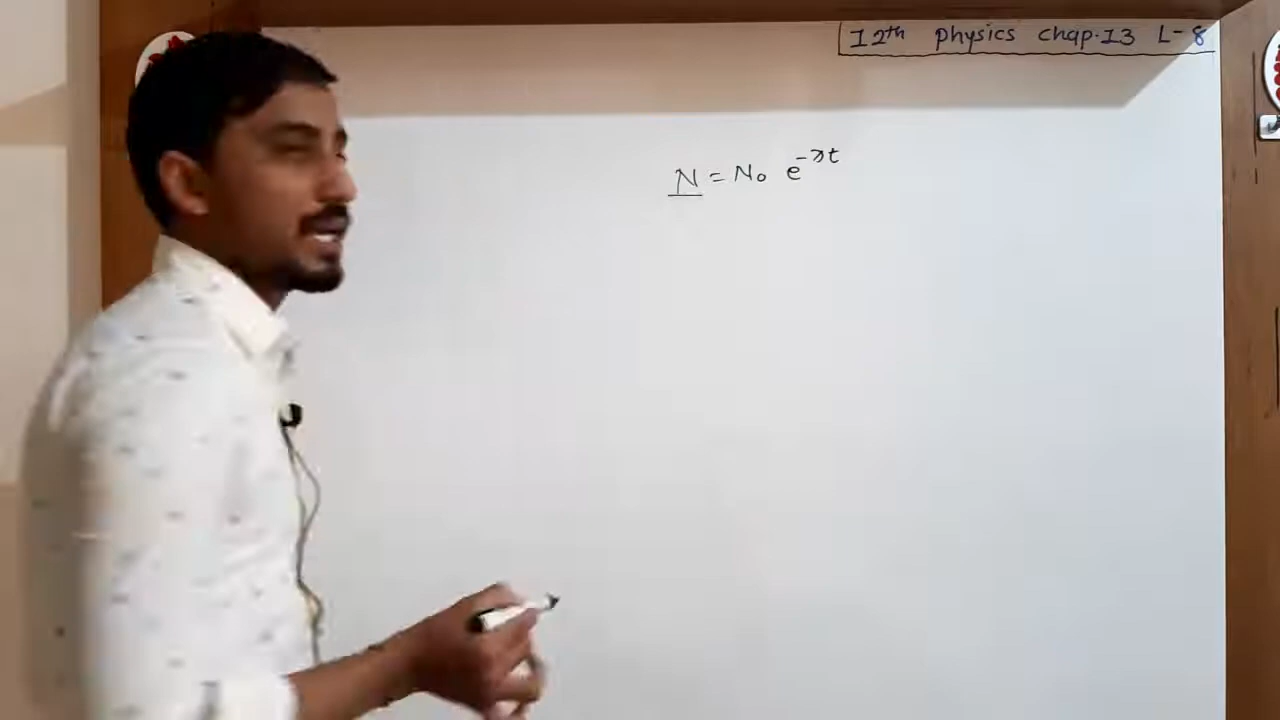 12th physics chap.13 L-8
N = N₀ e^-λt